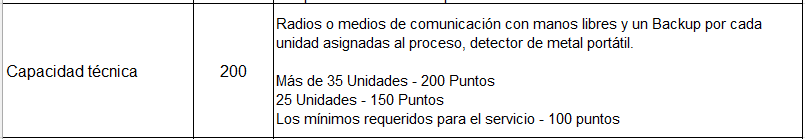 Radios o medios de comunicación con manos libres y un Backup por cada
unidad asignadas al proceso, detector de metal portátil.
Capacidad técnica 200
Más de 35 Unidades - 200 Puntos
25 Unidades - 150 Puntos
Los mínimos requeridos para el servicio - 100 puntos